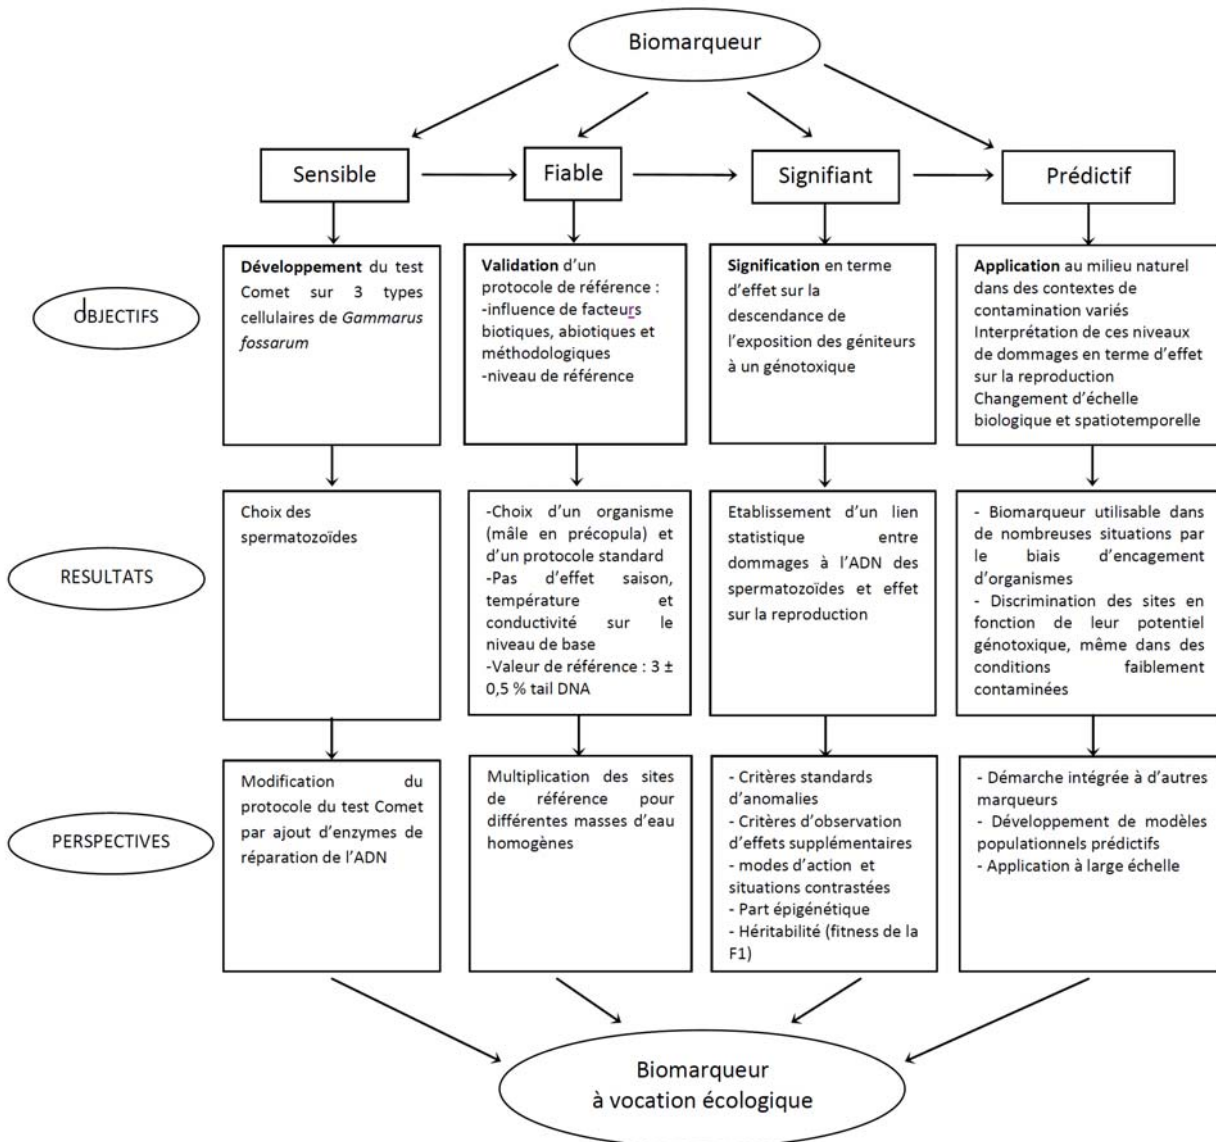 Biomarqueur
Sensible
Fiable
Signifiant
Prédictif
OBJECTIFS
Développement du test
Comet sur 3 types
cellulaires de Gammarus
fossarum
Validation d'un
protocole de référence :
-influence de facteurs
biotiques, abiotiques et
méthodologiques
-niveau de référence
Signification en terme
d'effet sur la
descendance de
l'exposition des géniteurs
à un génotoxique
Application au milieu naturel
dans des contextes de
contamination variés
Interprétation de ces niveaux
de dommages en terme d'effet
sur la reproduction
Changement d'échelle
biologique et spatiotemporelle
RESULTATS
Choix des
spermatozoïdes
-Choix d'un organisme
(mâle en précopula) et
d'un protocole standard
-Pas d'effet saison,
température et
conductivité sur le
niveau de base
-Valeur de référence : 3 ±
0,5 % tail DNA
Etablissement d'un lien
statistique entre
dommages à l'ADN des
spermatozoïdes et effet
sur la reproduction
- Biomarqueur utilisable dans
de nombreuses situations par
le biais d'encagement
d'organismes
- Discrimination des sites en
fonction de leur potentiel
génotoxique, même dans des
conditions faiblement
contaminées
PERSPECTIVES
Modification du
protocole du test Comet
par ajout d'enzymes de
réparation de l'ADN
Multiplication des sites
de référence pour
différentes masses d'eau
homogènes
- Critères standards
d'anomalies
- Critères d'observation
d'effets supplémentaires
- modes d'action et
situations contrastées
- Part épigénétique
- Héritabilité (fitness de la
F1)
- Démarche intégrée à d'autres
marqueurs
- Développement de modèles
populationnels prédictifs
- Application à large échelle
Biomarqueur
à vocation écologique